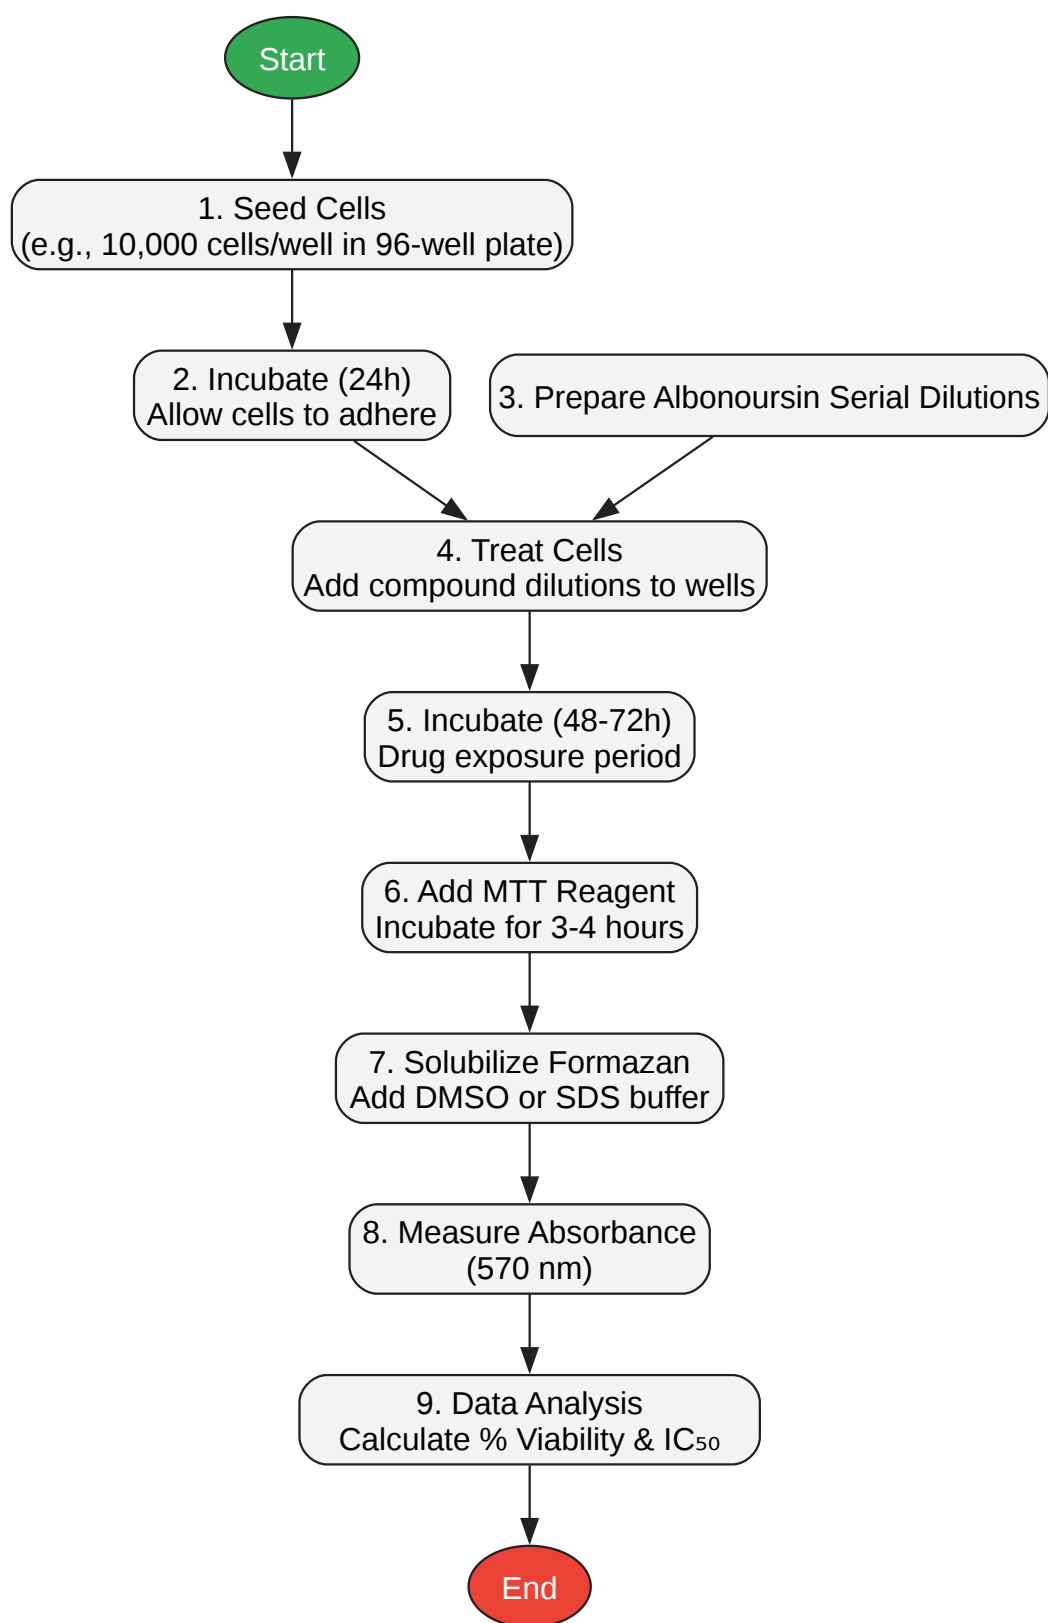 Start
1. Seed Cells
(e.g., 10,000 cells/well in 96-well plate)
2. Incubate (24h)
Allow cells to adhere
3. Prepare Albonoursin Serial Dilutions
4. Treat Cells
Add compound dilutions to wells
5. Incubate (48-72h)
Drug exposure period
6. Add MTT Reagent
Incubate for 3-4 hours
7. Solubilize Formazan
Add DMSO or SDS buffer
8. Measure Absorbance
(570 nm)
9. Data Analysis
Calculate % Viability & IC₅₀
End